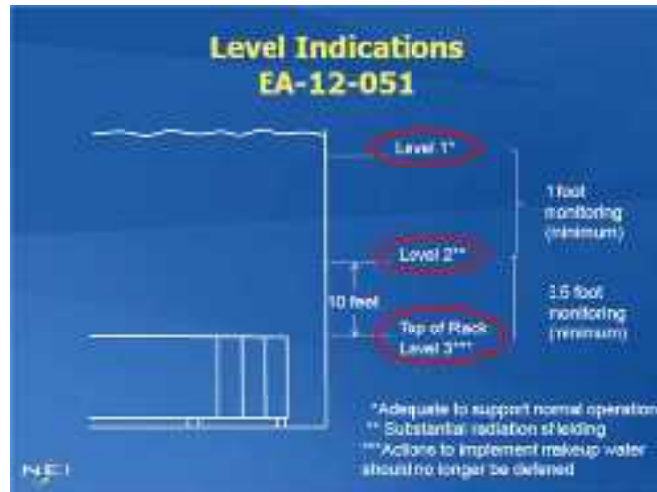 Level Indications
EA-12-051
Level 1*
1 foot
monitoring
(minimum)
Level 2**
10 feet
.5 foot
monitoring
(minimum)
Top of Rack
Level 3***
*Adequate to support normal operation
** Substantial radiation shielding
***Actions to implement makeup water
should no longer be deferred
NEI